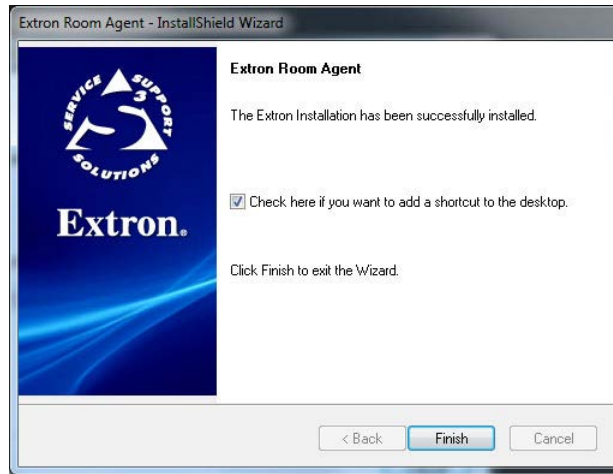 Extron Room Agent - InstallShield Wizard
SERVICE SUPPORT SOLUTIONS
3
S
Extron®
Extron Room Agent
The Extron Installation has been successfully installed.
Check here if you want to add a shortcut to the desktop.
Click Finish to exit the Wizard.
< Back
Finish
Cancel